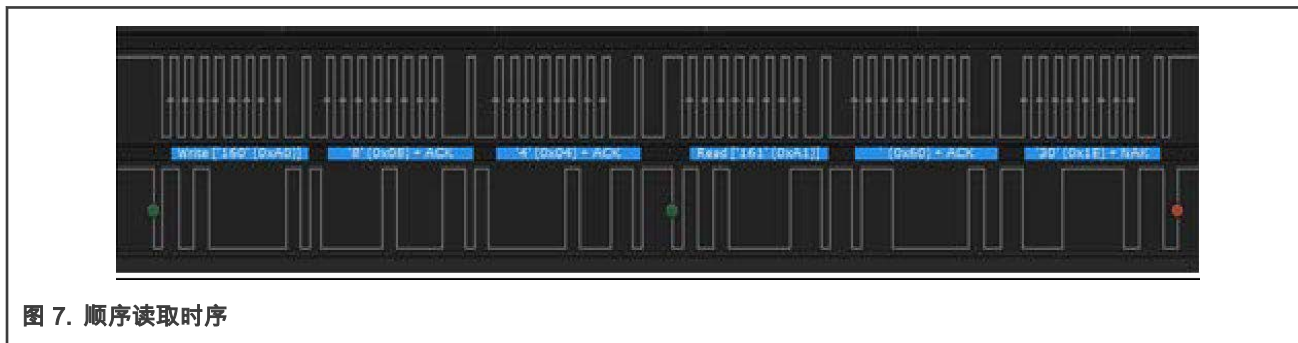 Write ['160' (0xA0)] '8' (0x08) + ACK '4' (0x04) + ACK Read ['161' (0xA1)] ` (0x60) + ACK '30' (0x1E) + NAK
图 7. 顺序读取时序